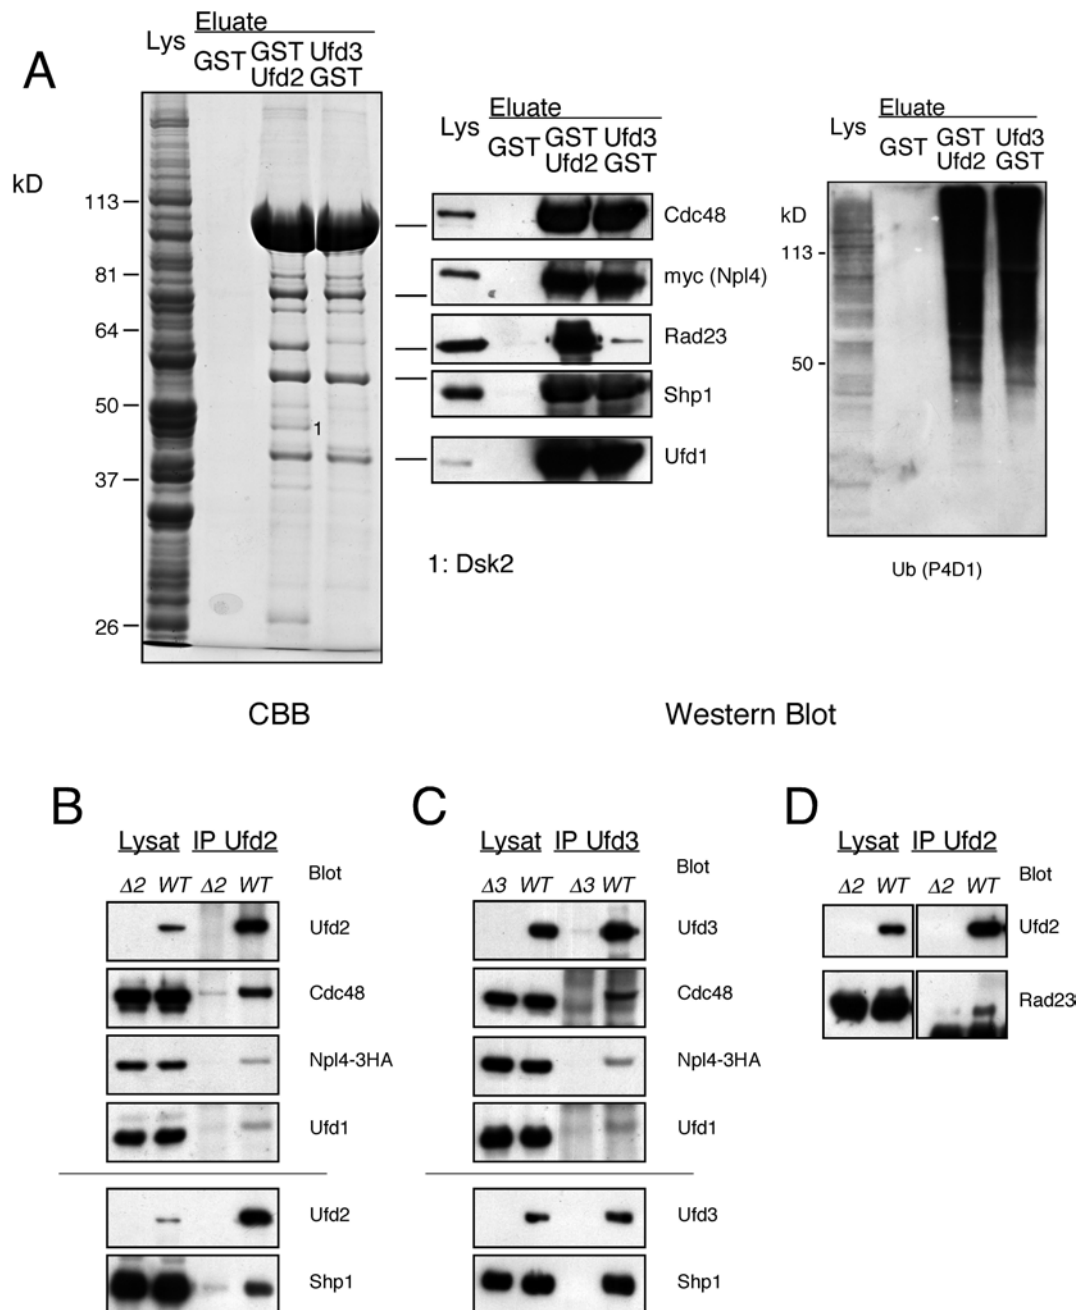 A
Lys
Eluate
GST
GST Ufd3
Ufd2 GST
kD
113
81
64
50
37
26
1
CBB
Lys
Eluate
GST
GST Ufd3
Ufd2 GST
Cdc48
myc (Npl4)
Rad23
Shp1
Ufd1
1: Dsk2
Lys
Eluate
GST
GST Ufd3
Ufd2 GST
kD
113
50
Ub (P4D1)
Western Blot
B
Lysat IP Ufd2
Δ2 WT Δ2 WT Blot
Ufd2
Cdc48
Npl4-3HA
Ufd1
Ufd2
Shp1
C
Lysat IP Ufd3
Δ3 WT Δ3 WT Blot
Ufd3
Cdc48
Npl4-3HA
Ufd1
Ufd3
Shp1
D
Lysat IP Ufd2
Δ2 WT Δ2 WT Blot
Ufd2
Rad23